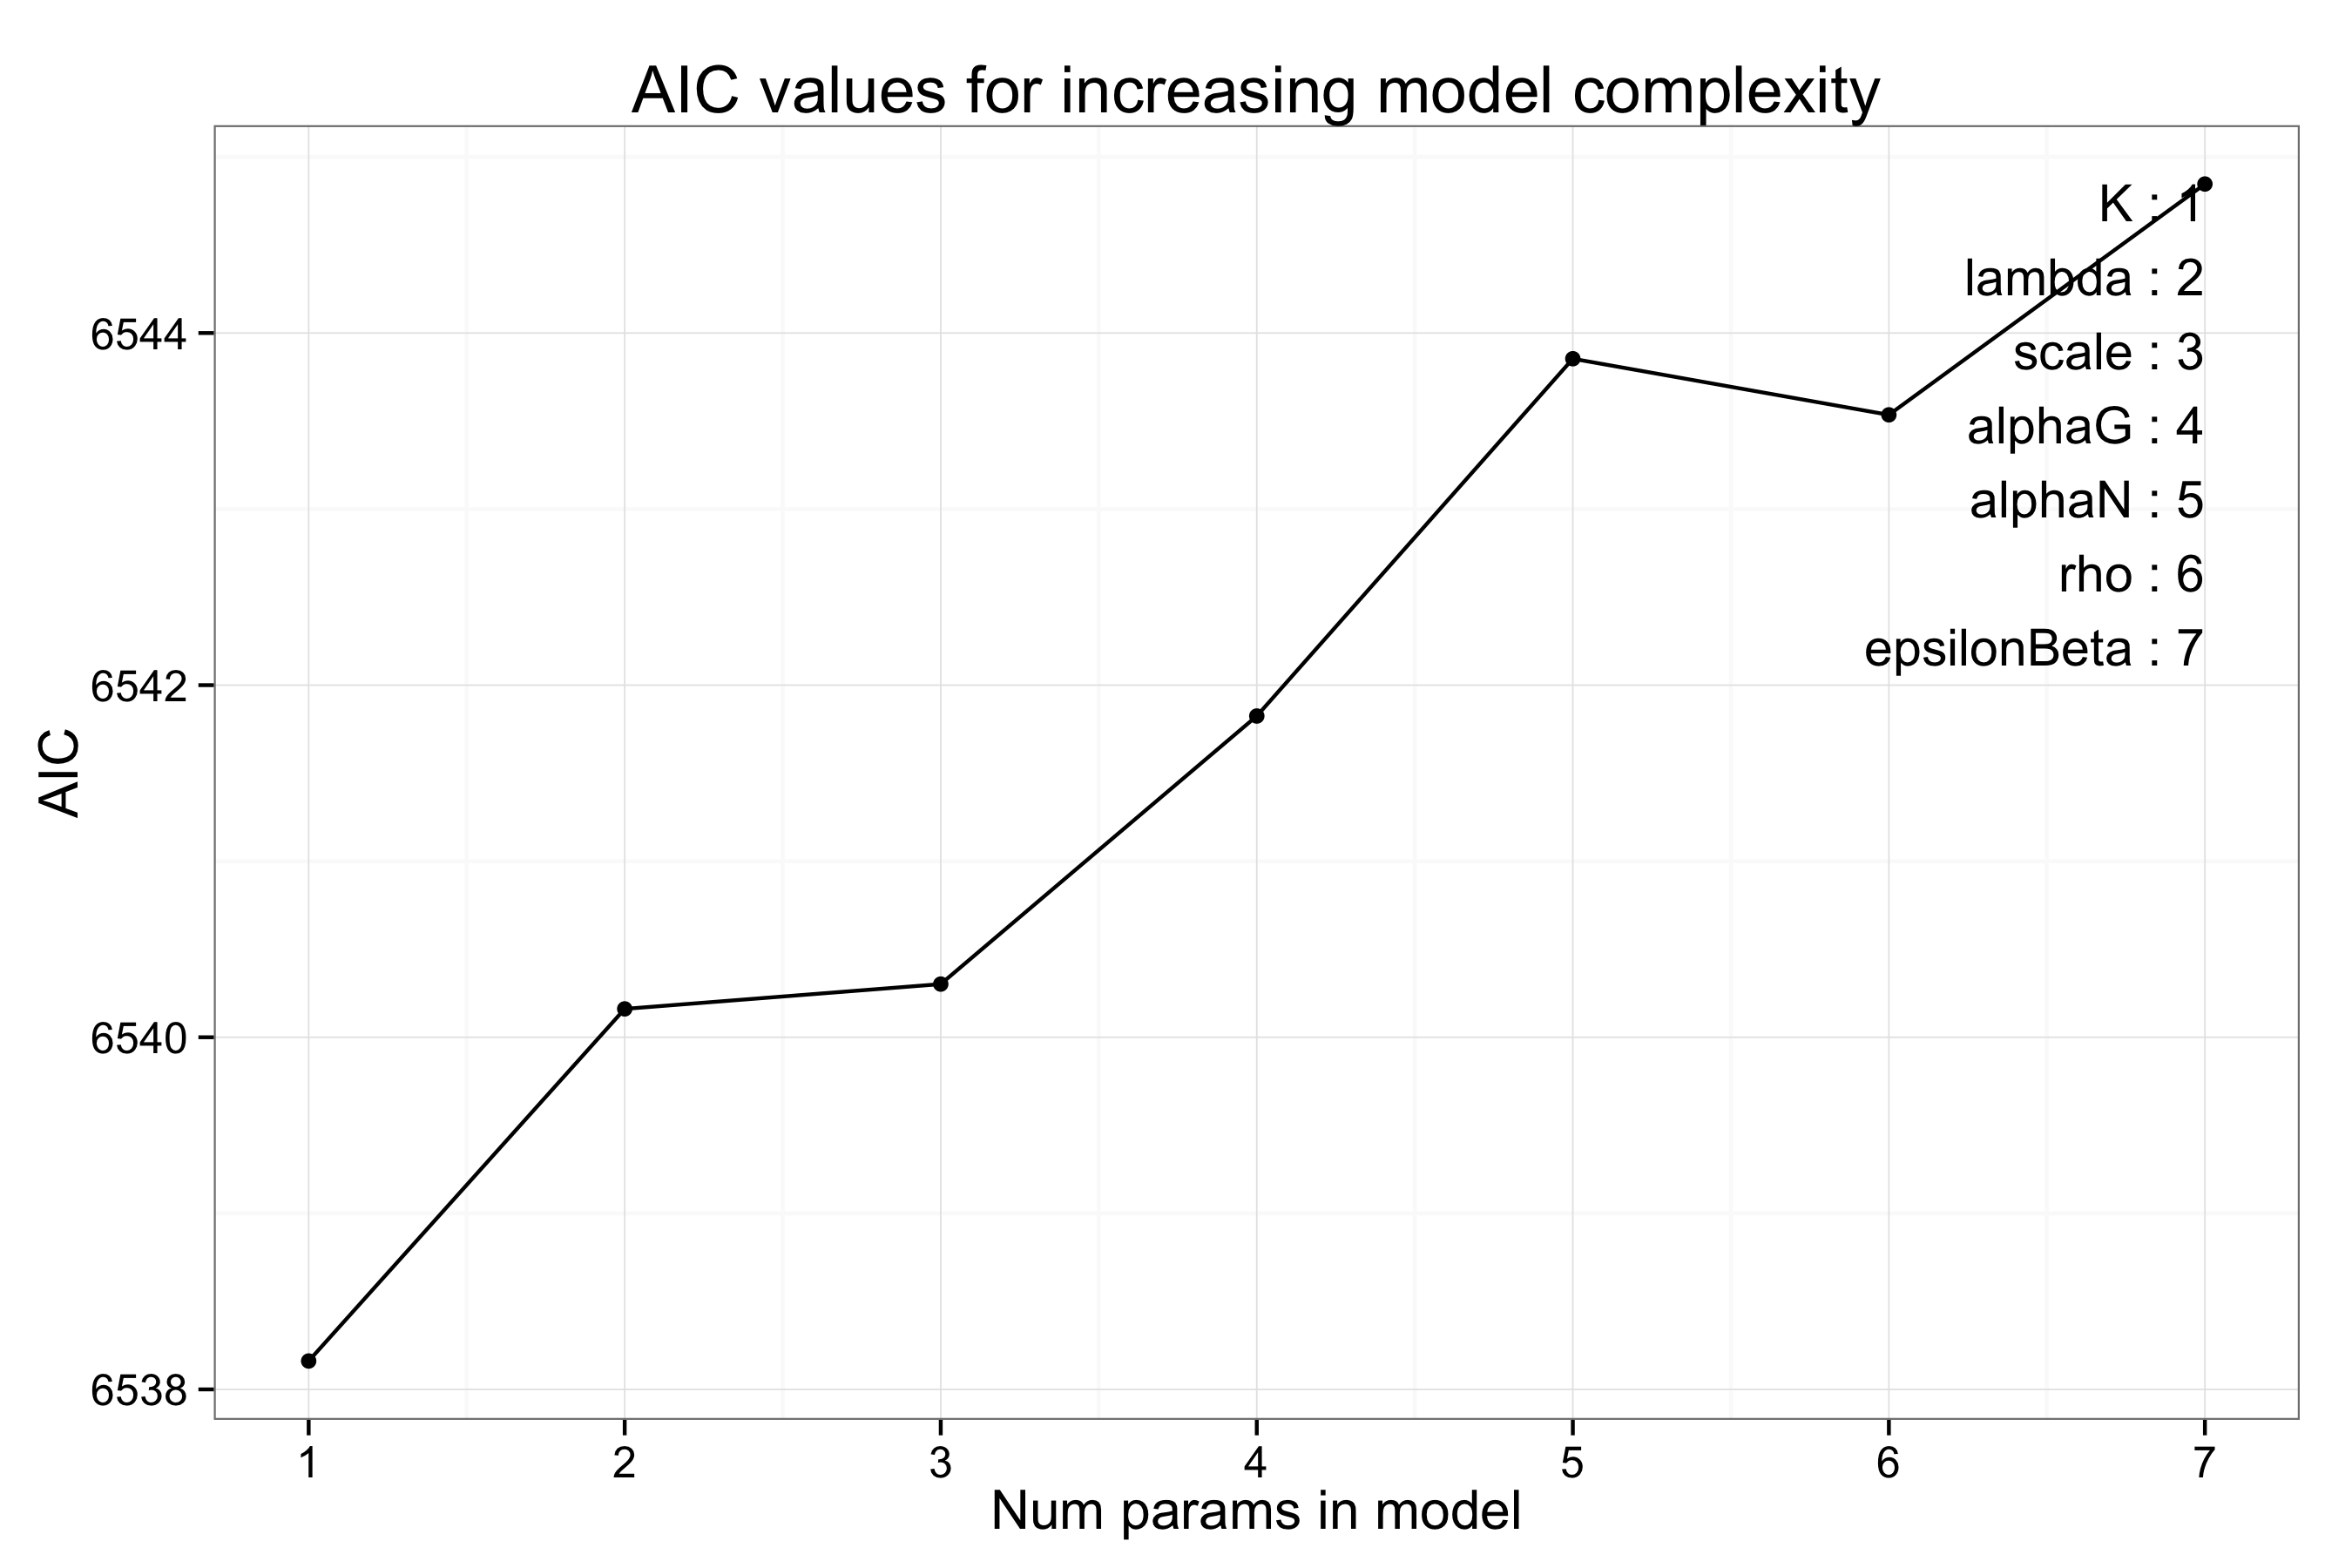 AIC values for increasing model complexity
K : 1
lambda : 2
scale : 3
alphaG : 4
alphaN : 5
rho : 6
epsilonBeta : 7
6544
6542
6540
6538
AIC
1 2 3 4 5 6 7
Num params in model